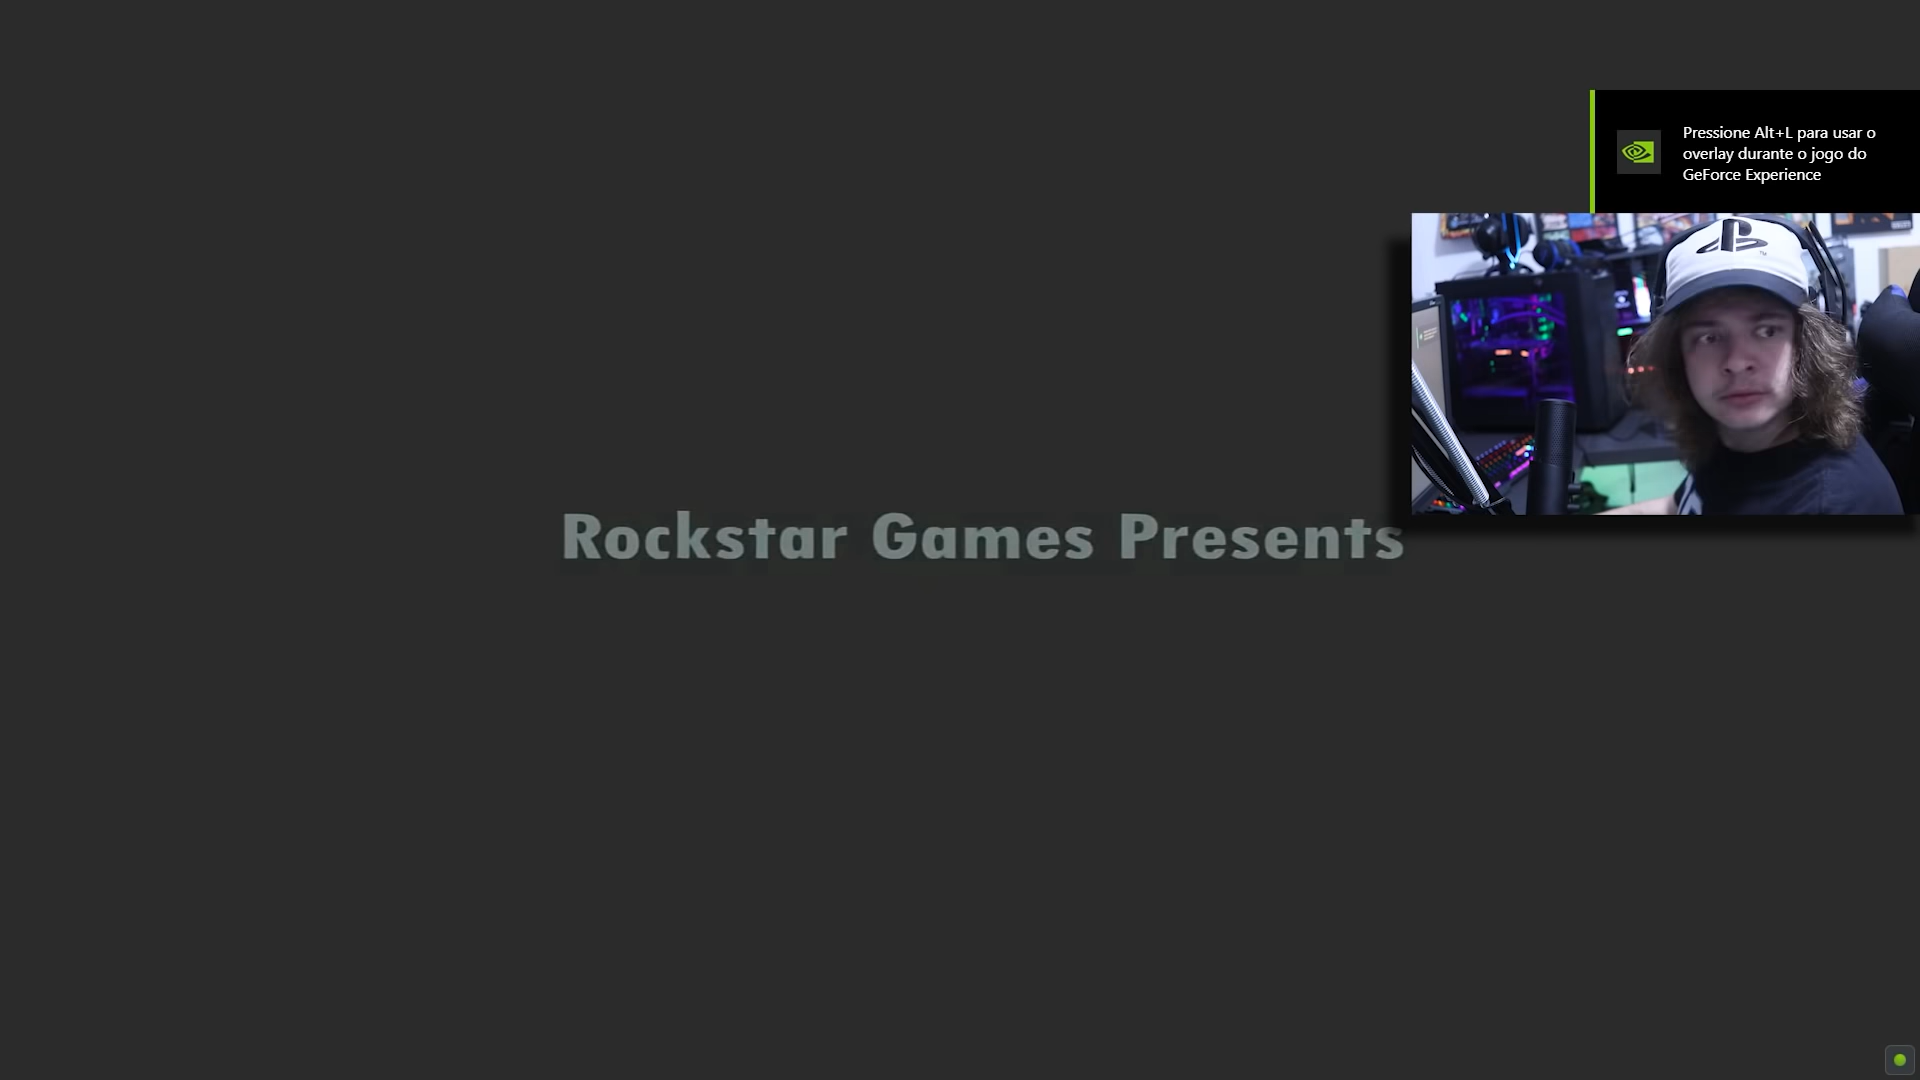 Pressione Alt+L para usar o
overlay durante o jogo do
GeForce Experience
Rockstar Games Presents